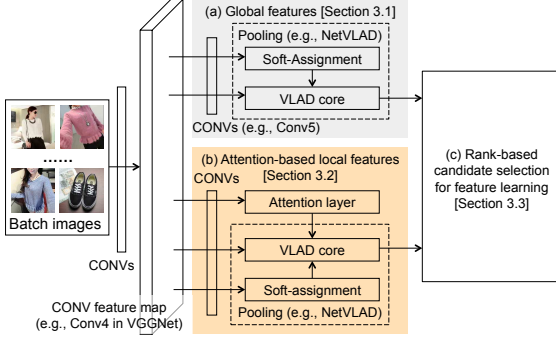 (a) Global features [Section 3.1]
Pooling (e.g., NetVLAD)
Soft-Assignment
VLAD core
CONVs (e.g., Conv5)
......
Batch images
CONVs
CONV feature map
(e.g., Conv4 in VGGNet)
(b) Attention-based local features
[Section 3.2]
CONVs
Attention layer
VLAD core
Soft-assignment
Pooling (e.g., NetVLAD)
(c) Rank-based
candidate selection
for feature learning
[Section 3.3]